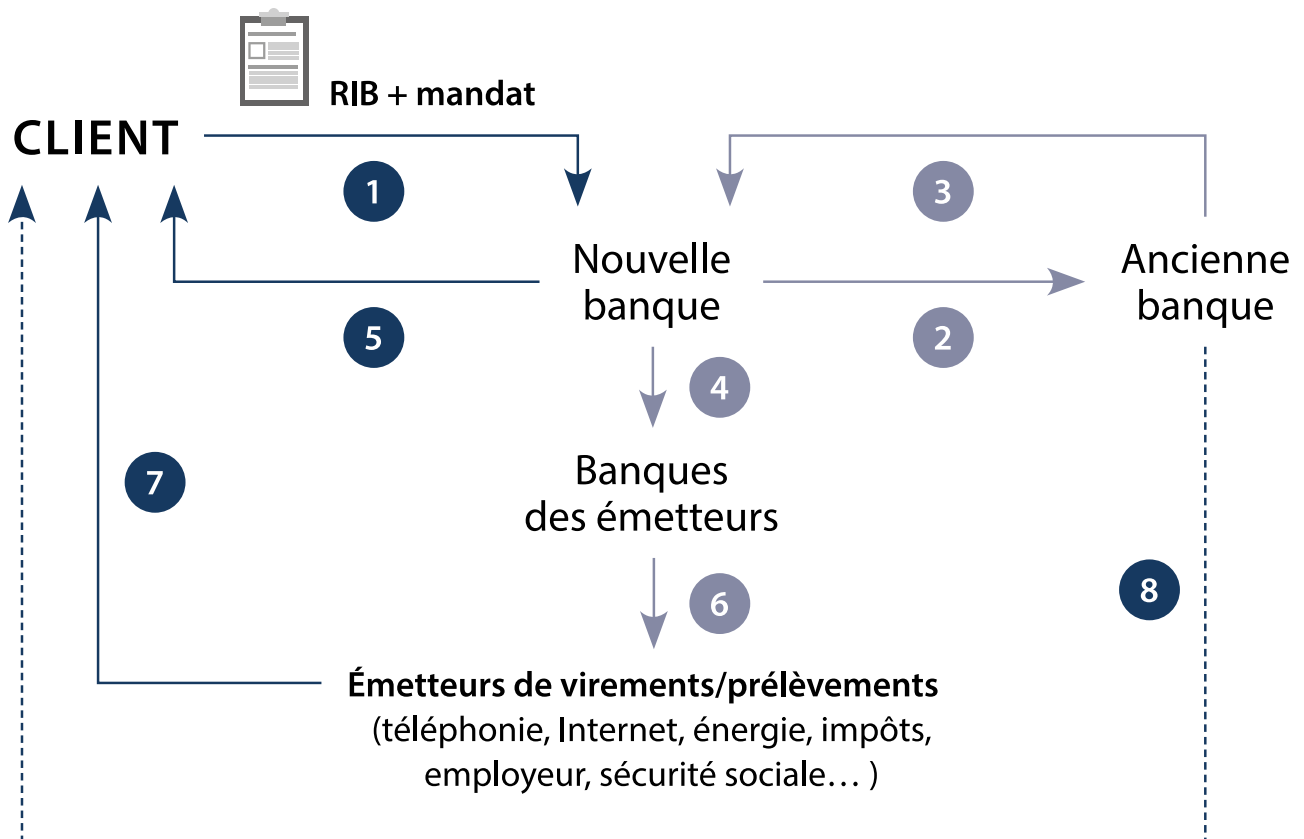 RIB + mandat
CLIENT
1
3
Nouvelle
banque
Ancienne
banque
5
2
4
Banques
des émetteurs
7
6
8
Émetteurs de virements/prélèvements
(téléphonie, Internet, énergie, impôts,
employeur, sécurité sociale… )